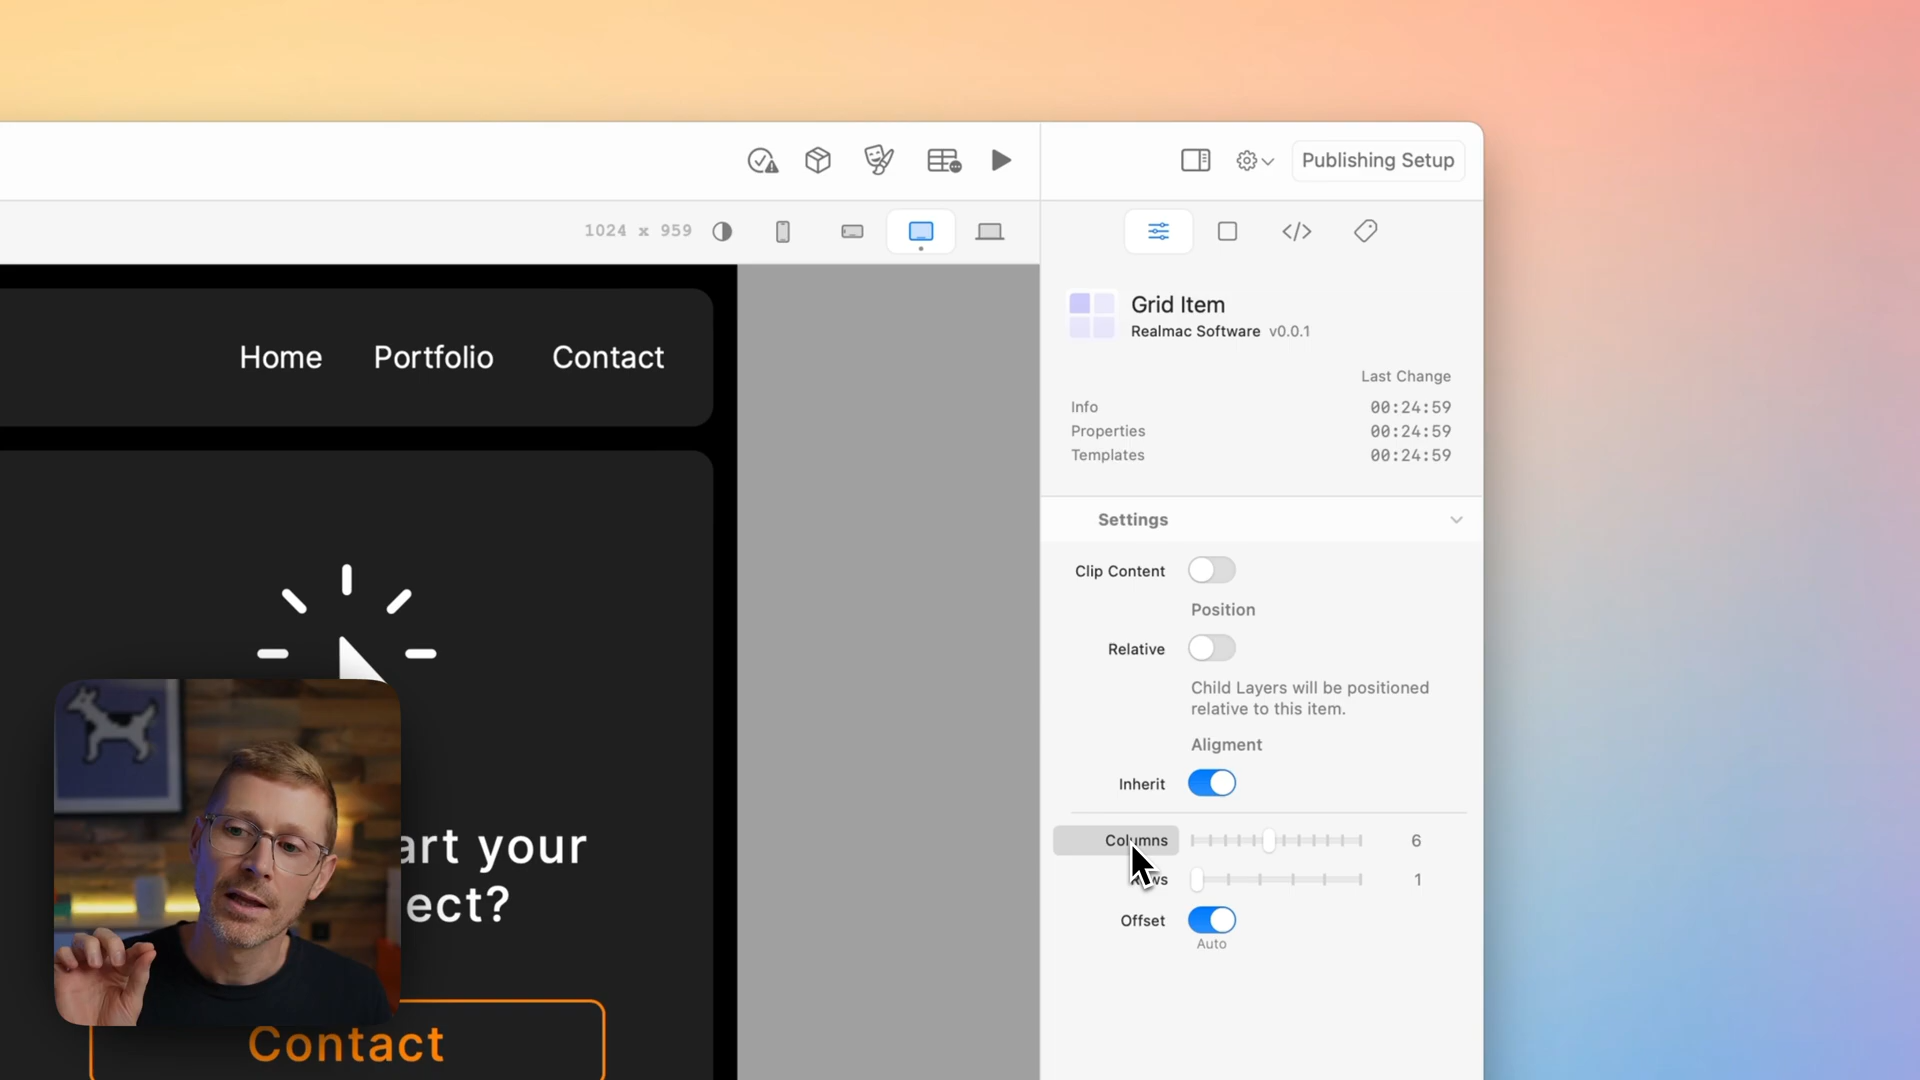 Publishing Setup
1024 x 959
Home
Portfolio
Contact
Grid Item
Realmac Software v0.0.1
Last Change
Info 00:24:59
Properties 00:24:59
Templates 00:24:59
Settings
Clip Content
Position
Relative
Child Layers will be positioned
relative to this item.
Aligment
Inherit
Columns 6
1
Offset
Auto
art your
ect?
Contact